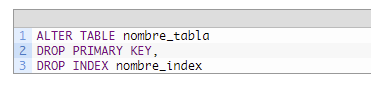 1 ALTER TABLE nombre_tabla
2 DROP PRIMARY KEY,
3 DROP INDEX nombre_index